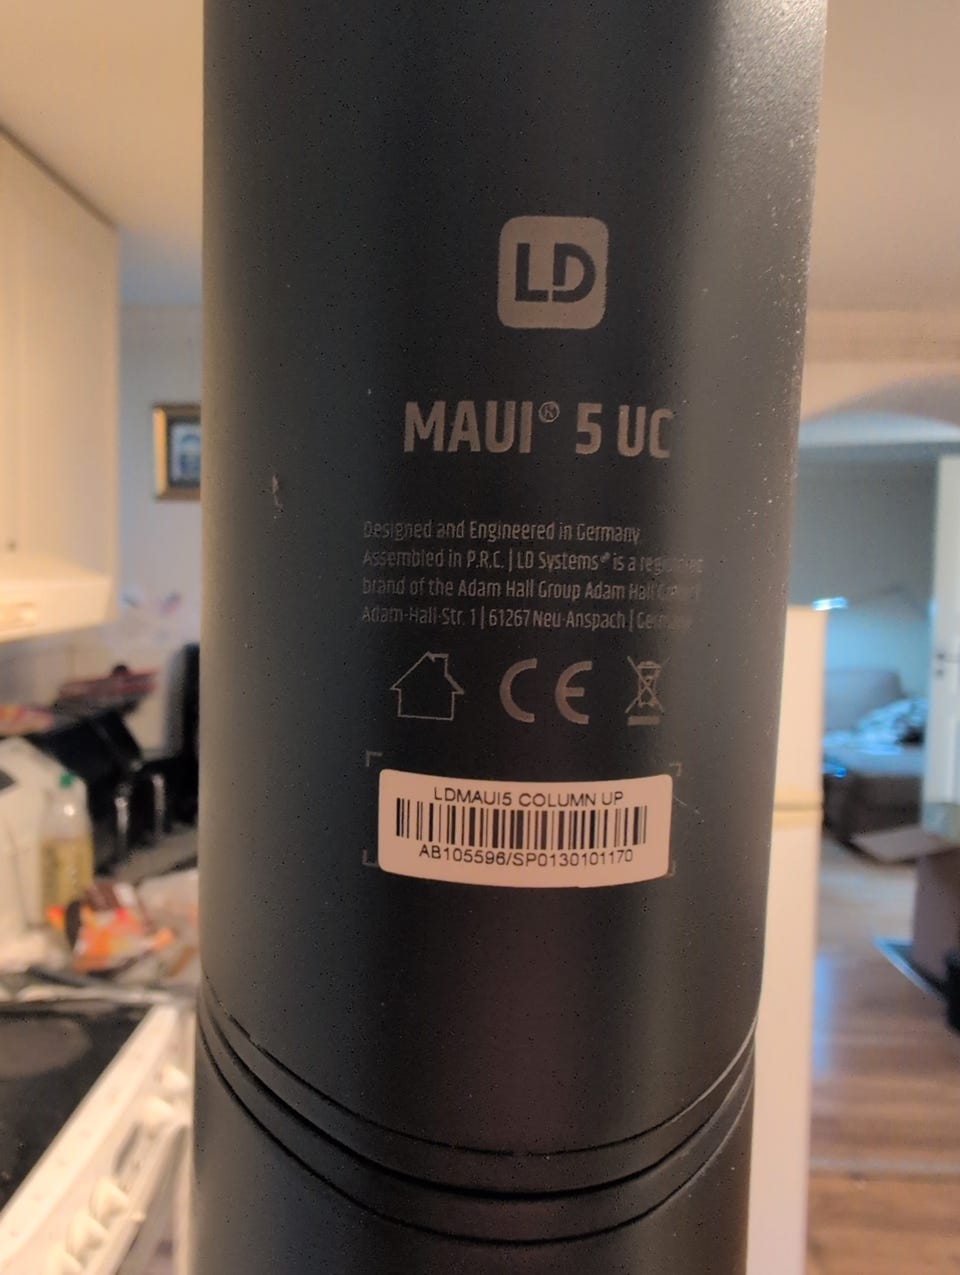 LD
MAUI® 5 UC
Designed and Engineered in Germany
Assembled in P.R.C. | LD Systems® is a registered
brand of the Adam Hall Group Adam Hall GmbH
Adam-Hall-Str. 1 | 61267 Neu-Anspach | Germany
CE
LDMAUI5 COLUMN UP
AB105596/SP0130101170